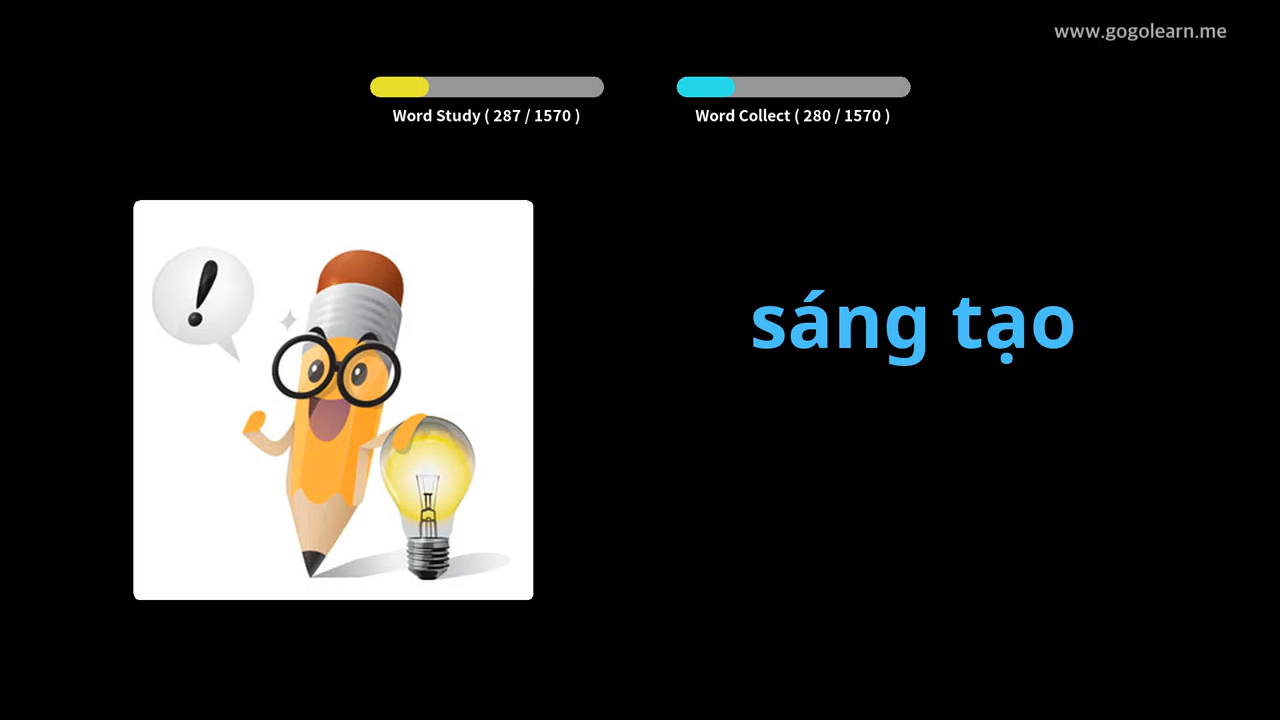 www.gogolearn.me
Word Study ( 287 / 1570 )
Word Collect ( 280 / 1570 )
!
sáng tạo